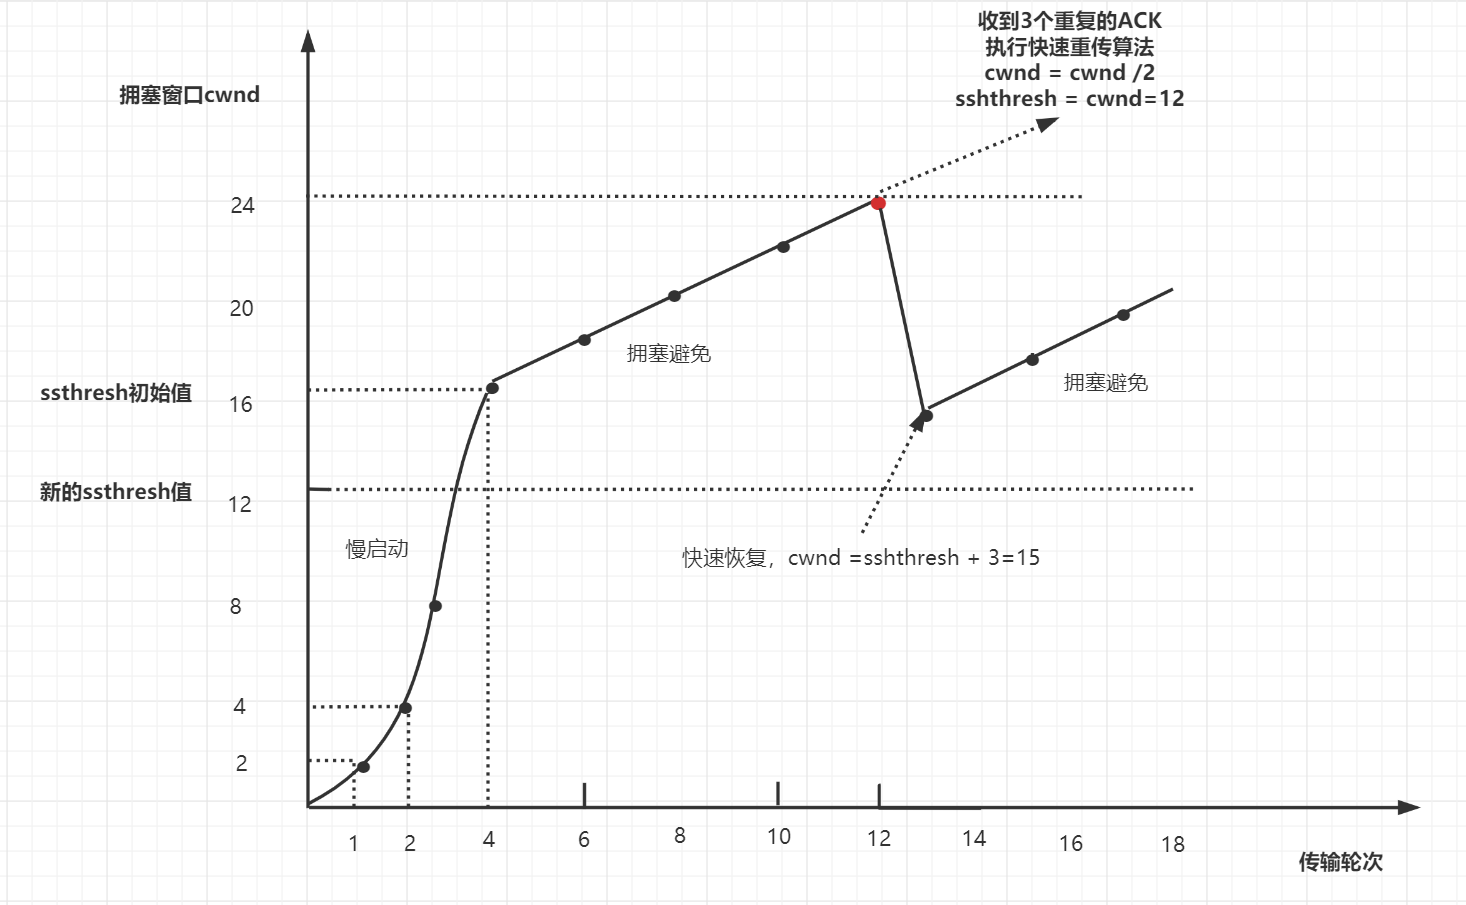 收到3个重复的ACK
执行快速重传算法
cwnd = cwnd /2
sshthresh = cwnd=12
拥塞窗口cwnd
24
20
拥塞避免
拥塞避免
ssthresh初始值
16
新的ssthresh值
12
慢启动
快速恢复，cwnd =sshthresh + 3=15
8
4
2
1
2
4
6
8
10
12
14
16
18
传输轮次